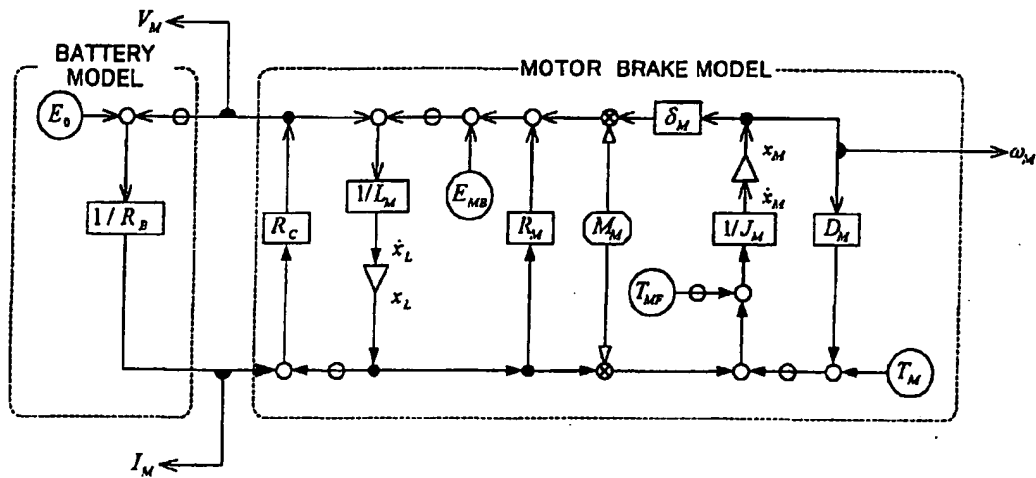 V_M
BATTERY
MODEL
MOTOR BRAKE MODEL
E_0
δ_M
x_M
ω_M
1/L_M
E_MB
ẋ_M
1/R_B
R_C
R_M
M_M
1/J_M
D_M
ẋ_L
x_L
T_MF
T_M
I_M